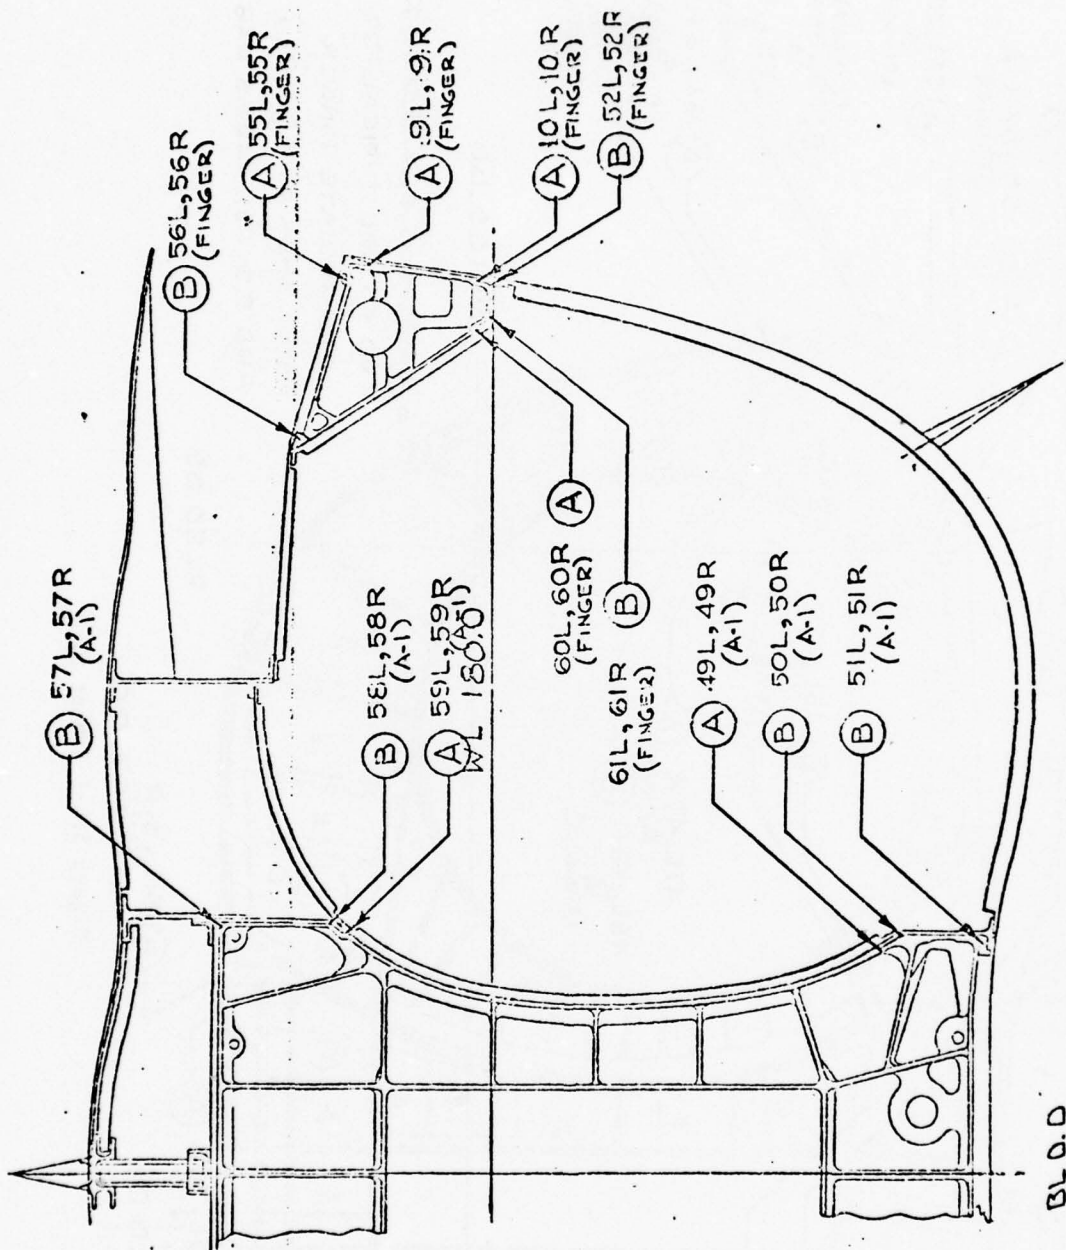 B 56L, 56R
(FINGER)
A 55L, 55R
(FINGER)
A 9L, 9R
(FINGER)
A 10L, 10R
(FINGER)
B 52L, 52R
(FINGER)
B 57L, 57R
(A-1)
B 58L, 58R
(A-1)
A 59L, 59R
(A-1)
WL 180.0
60L, 60R A
(FINGER)
61L, 61R B
(FINGER)
A 49L, 49R
(A-1)
B 50L, 50R
(A-1)
B 51L, 51R
(A-1)
BL 0.0